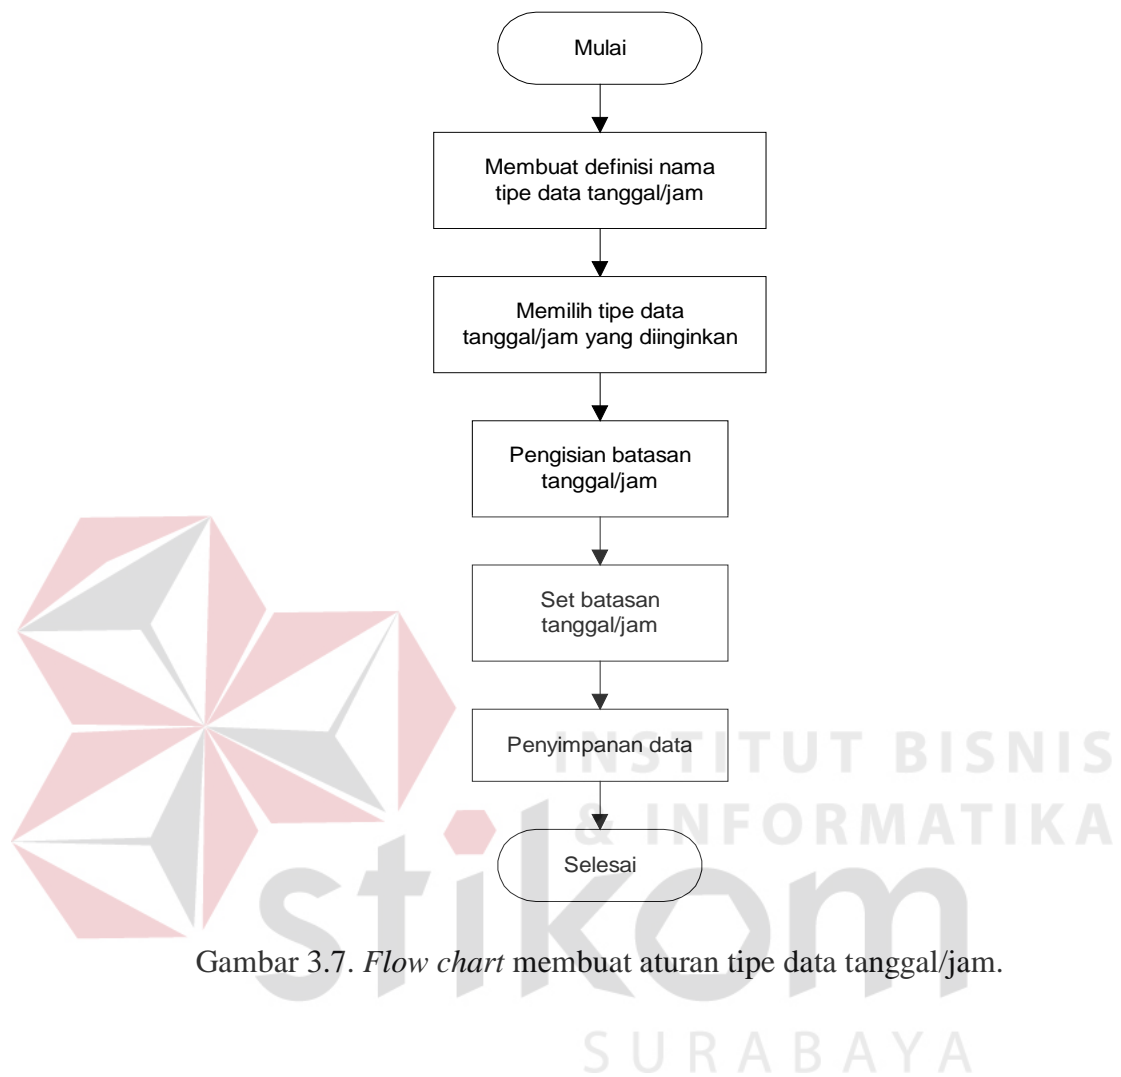 Mulai
Membuat definisi nama
tipe data tanggal/jam
Memilih tipe data
tanggal/jam yang diinginkan
Pengisian batasan
tanggal/jam
Set batasan
tanggal/jam
Penyimpanan data
INSTITUT BISNIS
& INFORMATIKA
Selesai
stikom
Gambar 3.7. Flow chart membuat aturan tipe data tanggal/jam.
SURABAYA